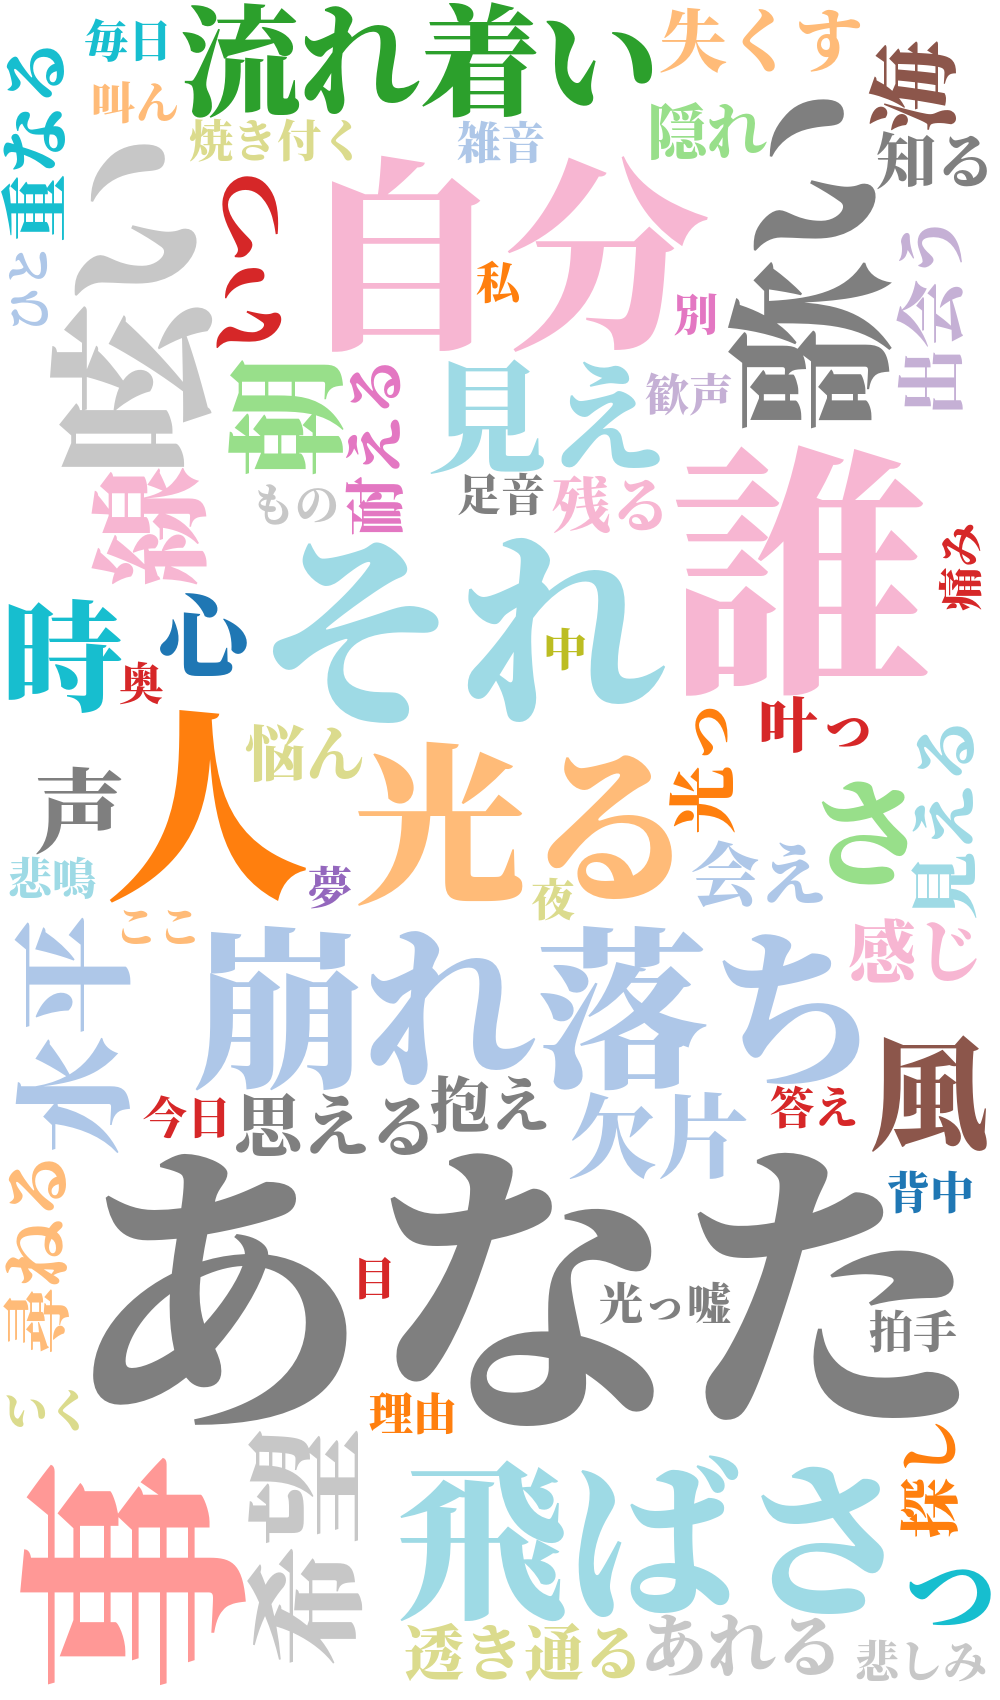 毎日
流れ着い
失くす
海
重なる
叫ん
焼き付く
雑音
隠れ
歌い
知る
眩い
つい
自分
私
別
出会う
ひと
朝
耐える
見え
歓声
線
もの
足音
残る
誰
痛み
時
心
奥
それ
中
人
悩ん
光る
光っ
叶っ
見える
声
さ
悲鳴
夢
夜
会え
ここ
水平
崩れ落ち
感じ
風
今日
思える
抱え
欠片
答え
背中
尋ねる
あなた
目
光っ嘘
拍手
いく
理由
事
希望
飛ばさ
探し
っ
透き通る
あれる
悲しみ